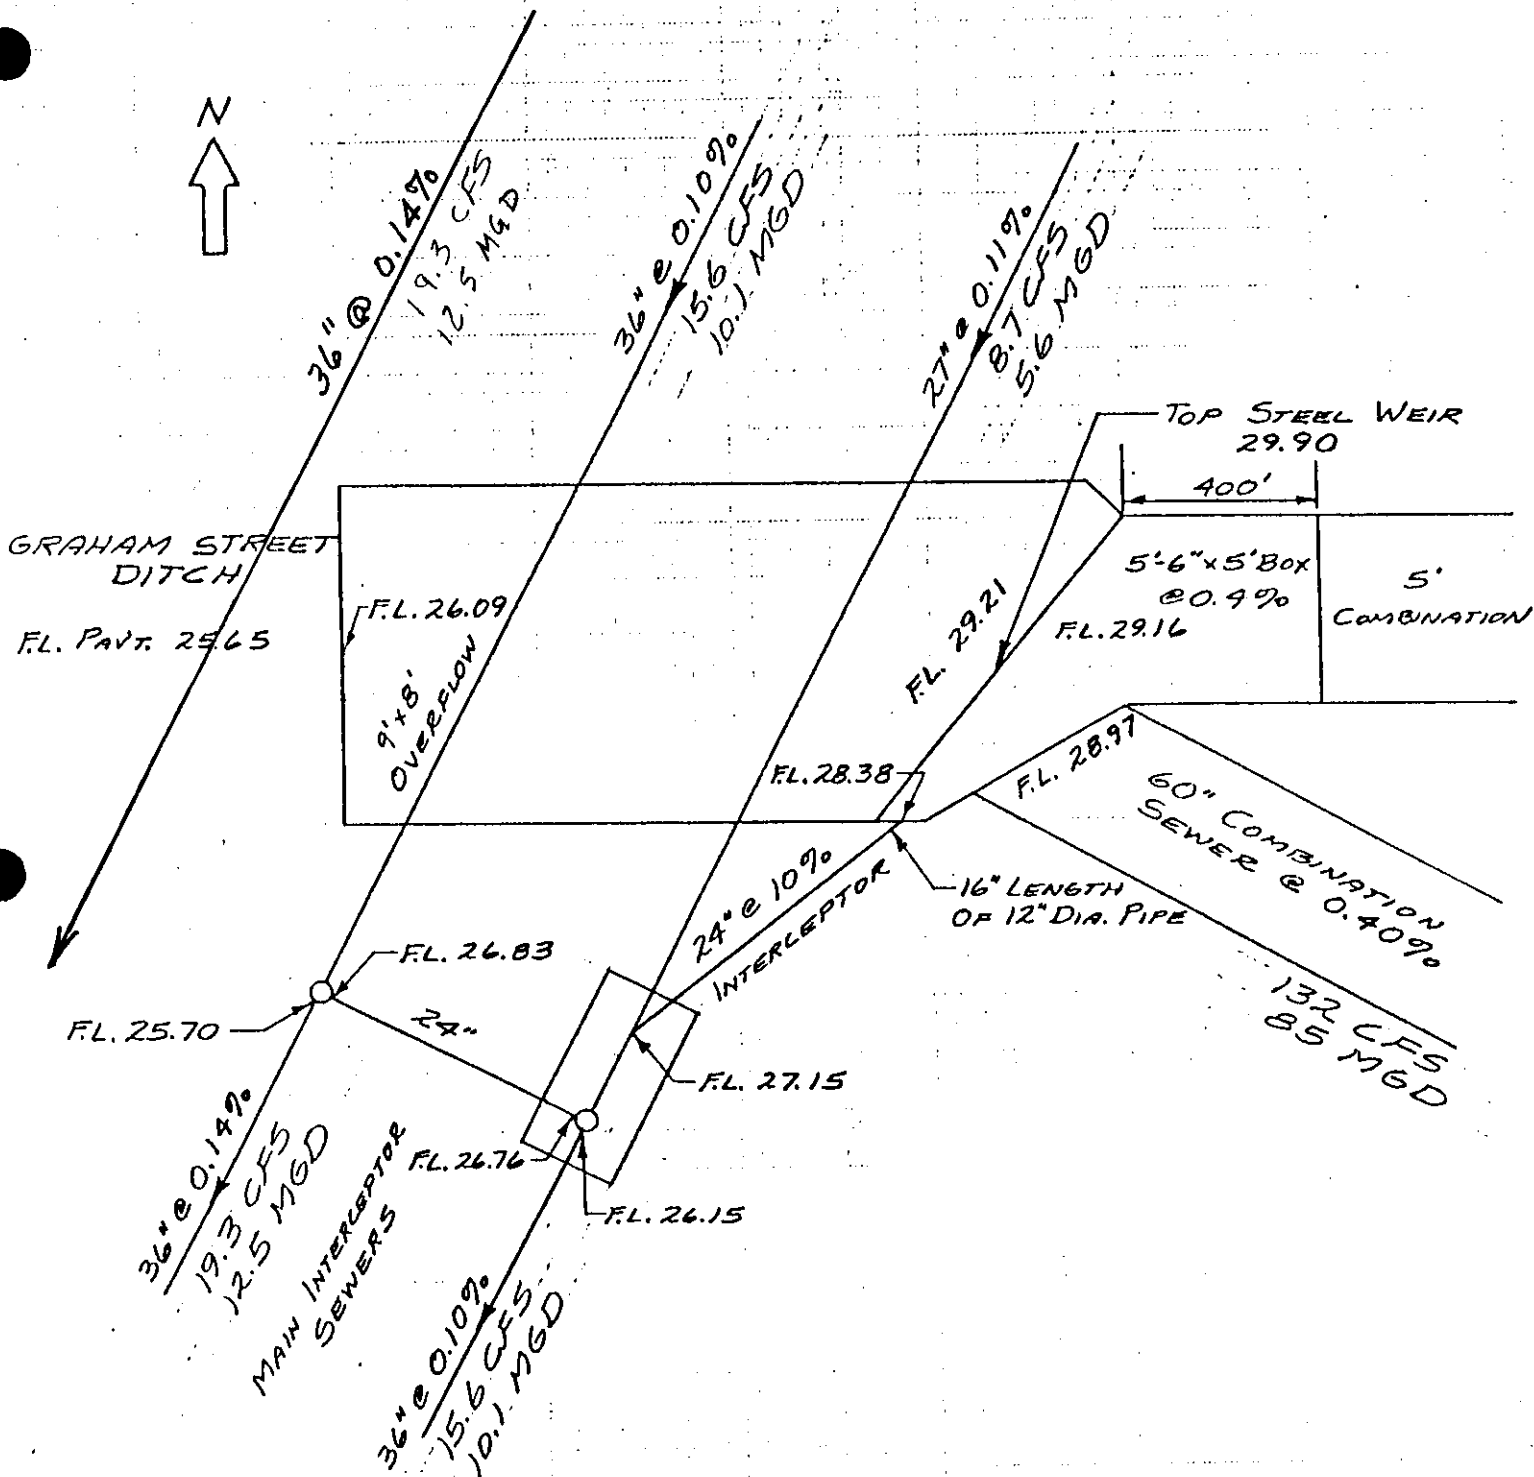 N
36" @ 0.14%
19.3 CFS
12.5 MGD
36" @ 0.10%
15.6 CFS
10.1 MGD
27" @ 0.11%
8.7 CFS
5.6 MGD
TOP STEEL WEIR
29.90
400'
GRAHAM STREET
DITCH
F.L. PAVT. 25.65
F.L. 26.09
9'x8'
OVERFLOW
F.L. 29.21
5'-6"x5' BOX
@ 0.4%
F.L. 29.16
5'
COMBINATION
F.L. 28.38
F.L. 28.97
60" COMBINATION
SEWER @ 0.40%
132 CFS
85 MGD
24" @ 10%
INTERCEPTOR
16" LENGTH
OF 12" DIA. PIPE
F.L. 26.83
F.L. 25.70
24"
F.L. 27.15
F.L. 26.76
F.L. 26.15
36" @ 0.14%
19.3 CFS
12.5 MGD
MAIN INTERCEPTOR
SEWERS
36" @ 0.10%
15.6 CFS
10.1 MGD